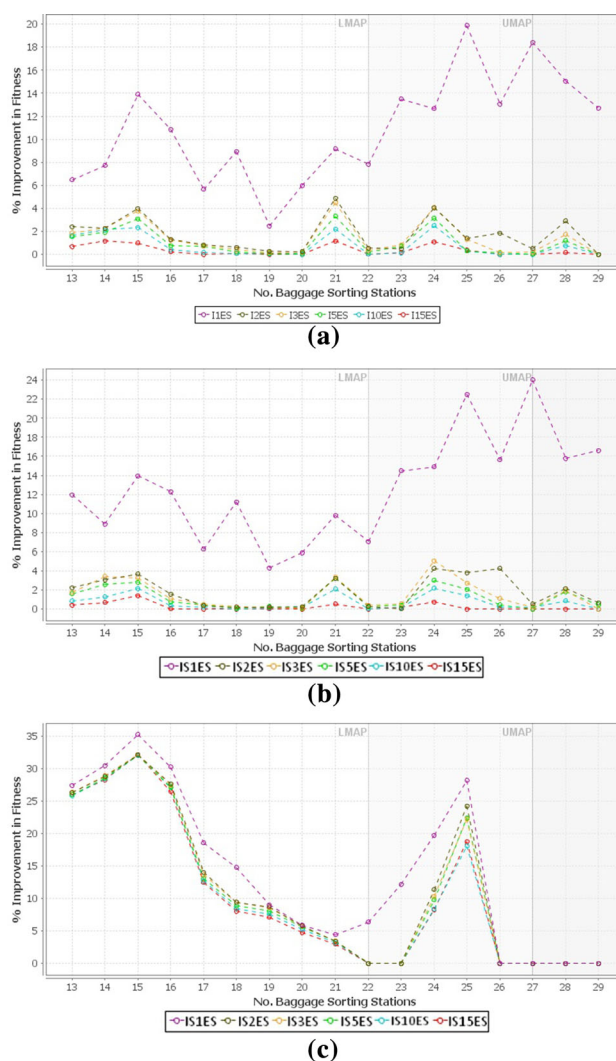 % Improvement in Fitness
LMAP
UMAP
20
18
16
14
12
10
8
6
4
2
0
13 14 15 16 17 18 19 20 21 22 23 24 25 26 27 28 29
No. Baggage Sorting Stations
I1ES I2ES I3ES I5ES I10ES I15ES
(a)
% Improvement in Fitness
LMAP
UMAP
24
22
20
18
16
14
12
10
8
6
4
2
0
13 14 15 16 17 18 19 20 21 22 23 24 25 26 27 28 29
No. Baggage Sorting Stations
IS1ES IS2ES IS3ES IS5ES IS10ES IS15ES
(b)
% Improvement in Fitness
LMAP
UMAP
35
30
25
20
15
10
5
0
13 14 15 16 17 18 19 20 21 22 23 24 25 26 27 28 29
No. Baggage Sorting Stations
IS1ES IS2ES IS3ES IS5ES IS10ES IS15ES
(c)